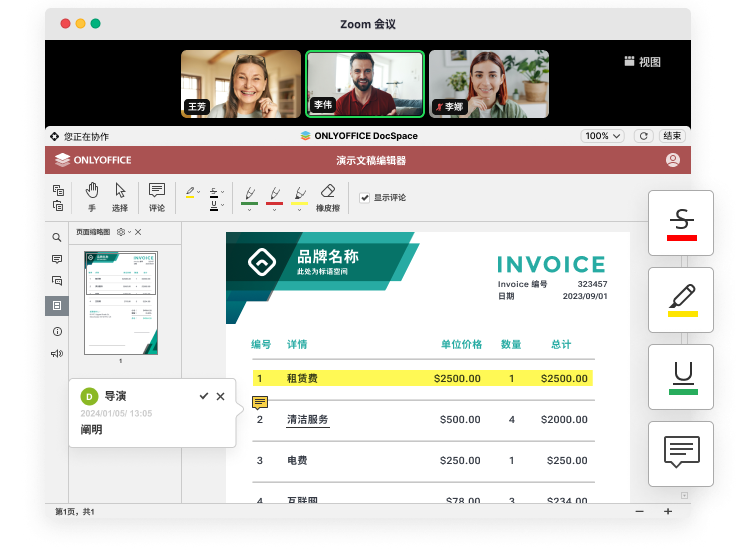 Zoom 会议
王芳
李伟
李娜
视图
您正在协作
ONLYOFFICE DocSpace
100%
结束
ONLYOFFICE
演示文稿编辑器
手
选择
评论
S
U
橡皮擦
显示评论
页面缩略图
1
品牌名称
此处为标语空间
INVOICE
Invoice 编号 323457
日期 2023/09/01
编号 详情 单位价格 数量 总计
1 租赁费 $2500.00 1 $2500.00
2 清洁服务 $500.00 4 $2000.00
3 电费 $250.00 1 $250.00
4 互联网 $78.00 3 $234.00
D 导演
2024/01/05/ 13:05
阐明
S
U
第1页，共1